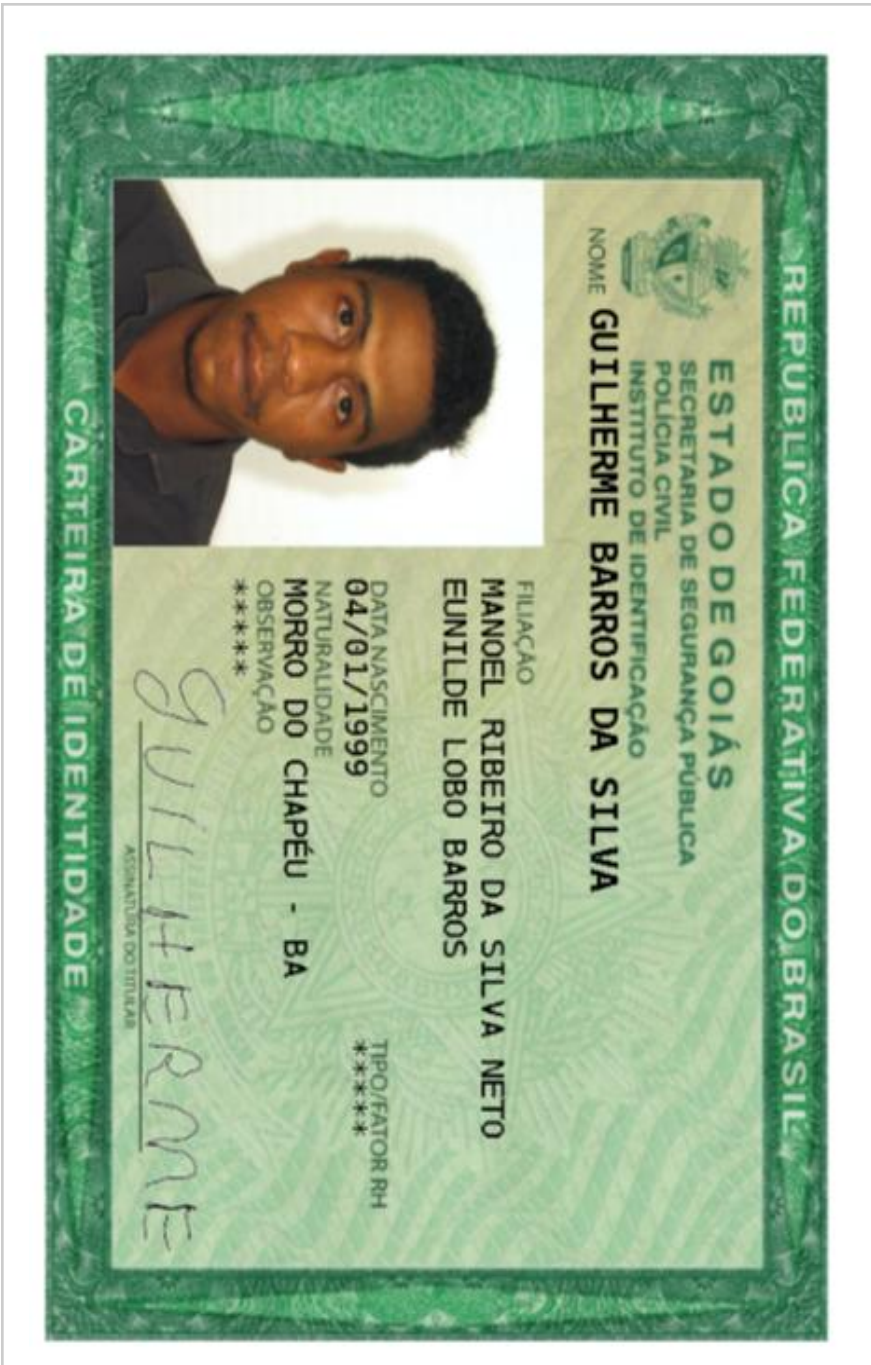 REPÚBLICA FEDERATIVA DO BRASIL
ESTADO DE GOIÁS
SECRETARIA DE SEGURANÇA PÚBLICA
POLÍCIA CIVIL
INSTITUTO DE IDENTIFICAÇÃO
NOME GUILHERME BARROS DA SILVA
FILIAÇÃO
MANOEL RIBEIRO DA SILVA NETO
EUNILDE LOBO BARROS
DATA NASCIMENTO TIPO/FATOR RH
04/01/1999 *****
NATURALIDADE
MORRO DO CHAPÉU - BA
OBSERVAÇÃO
*****
GUILHERME
ASSINATURA DO TITULAR
CARTEIRA DE IDENTIDADE